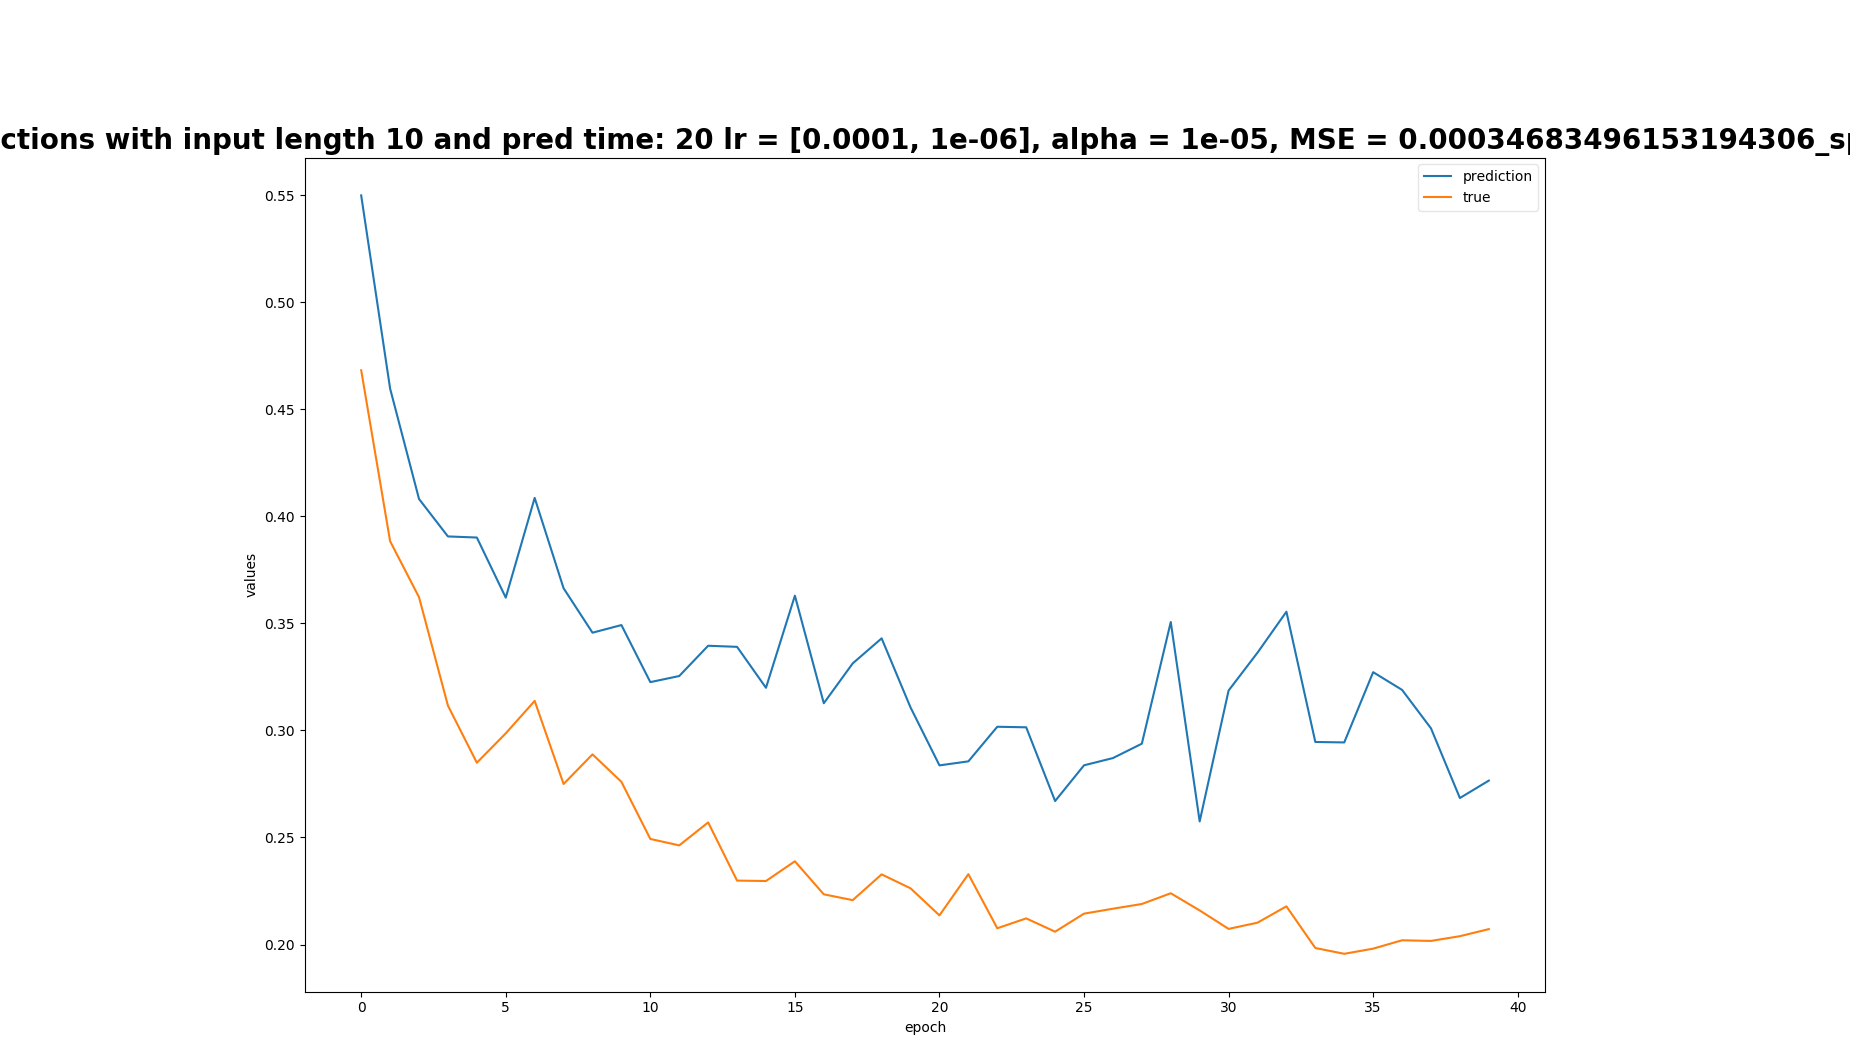 ctions with input length 10 and pred time: 20 lr = [0.0001, 1e-06], alpha = 1e-05, MSE = 0.00034683496153194306_sp
prediction
true
0.55
0.50
0.45
0.40
0.35
0.30
0.25
0.20
values
0 5 10 15 20 25 30 35 40
epoch